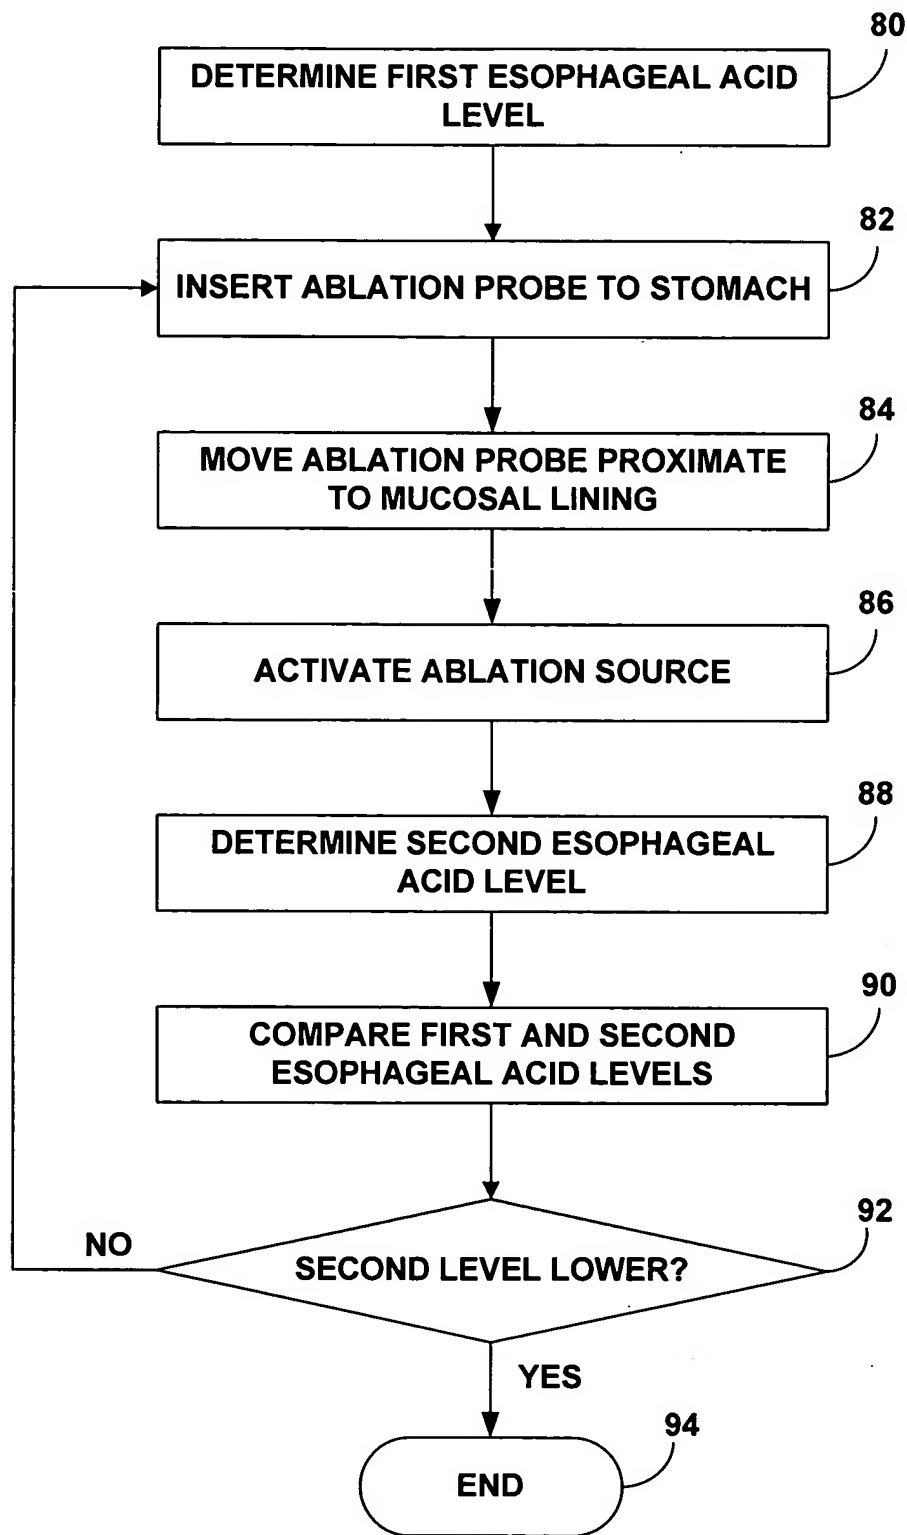 80
DETERMINE FIRST ESOPHAGEAL ACID
LEVEL
82
INSERT ABLATION PROBE TO STOMACH
84
MOVE ABLATION PROBE PROXIMATE
TO MUCOSAL LINING
86
ACTIVATE ABLATION SOURCE
88
DETERMINE SECOND ESOPHAGEAL
ACID LEVEL
90
COMPARE FIRST AND SECOND
ESOPHAGEAL ACID LEVELS
92
NO
SECOND LEVEL LOWER?
YES
94
END